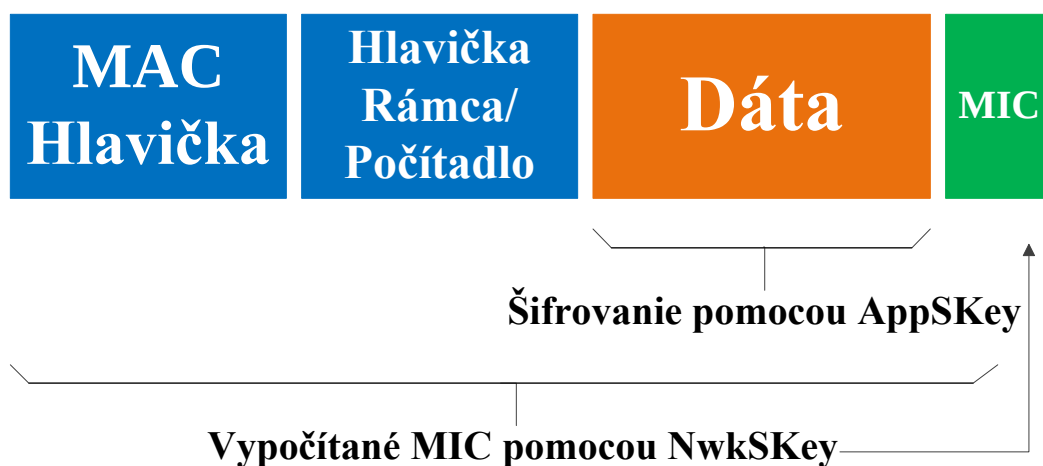 MAC
Hlavička
Hlavička
Rámca/
Počítadlo
Dáta
MIC
Šifrovanie pomocou AppSKey
Vypočítané MIC pomocou NwkSKey